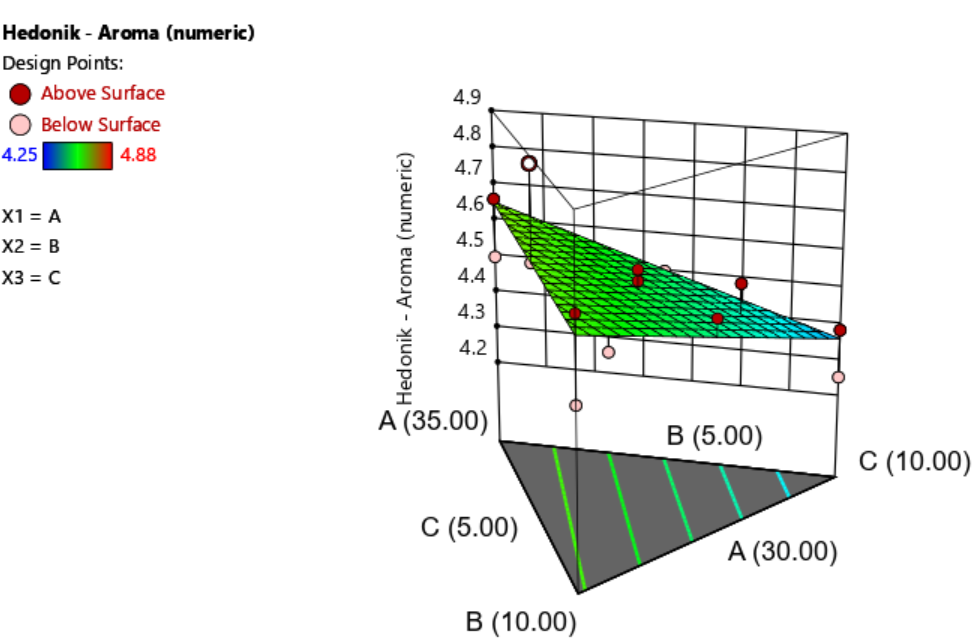 Hedonik - Aroma (numeric)
Design Points:
Above Surface
Below Surface
4.25 4.88
X1 = A
X2 = B
X3 = C
4.9
4.8
4.7
4.6
4.5
4.4
4.3
4.2
Hedonik - Aroma (numeric)
A (35.00)
B (5.00)
C (10.00)
C (5.00)
A (30.00)
B (10.00)